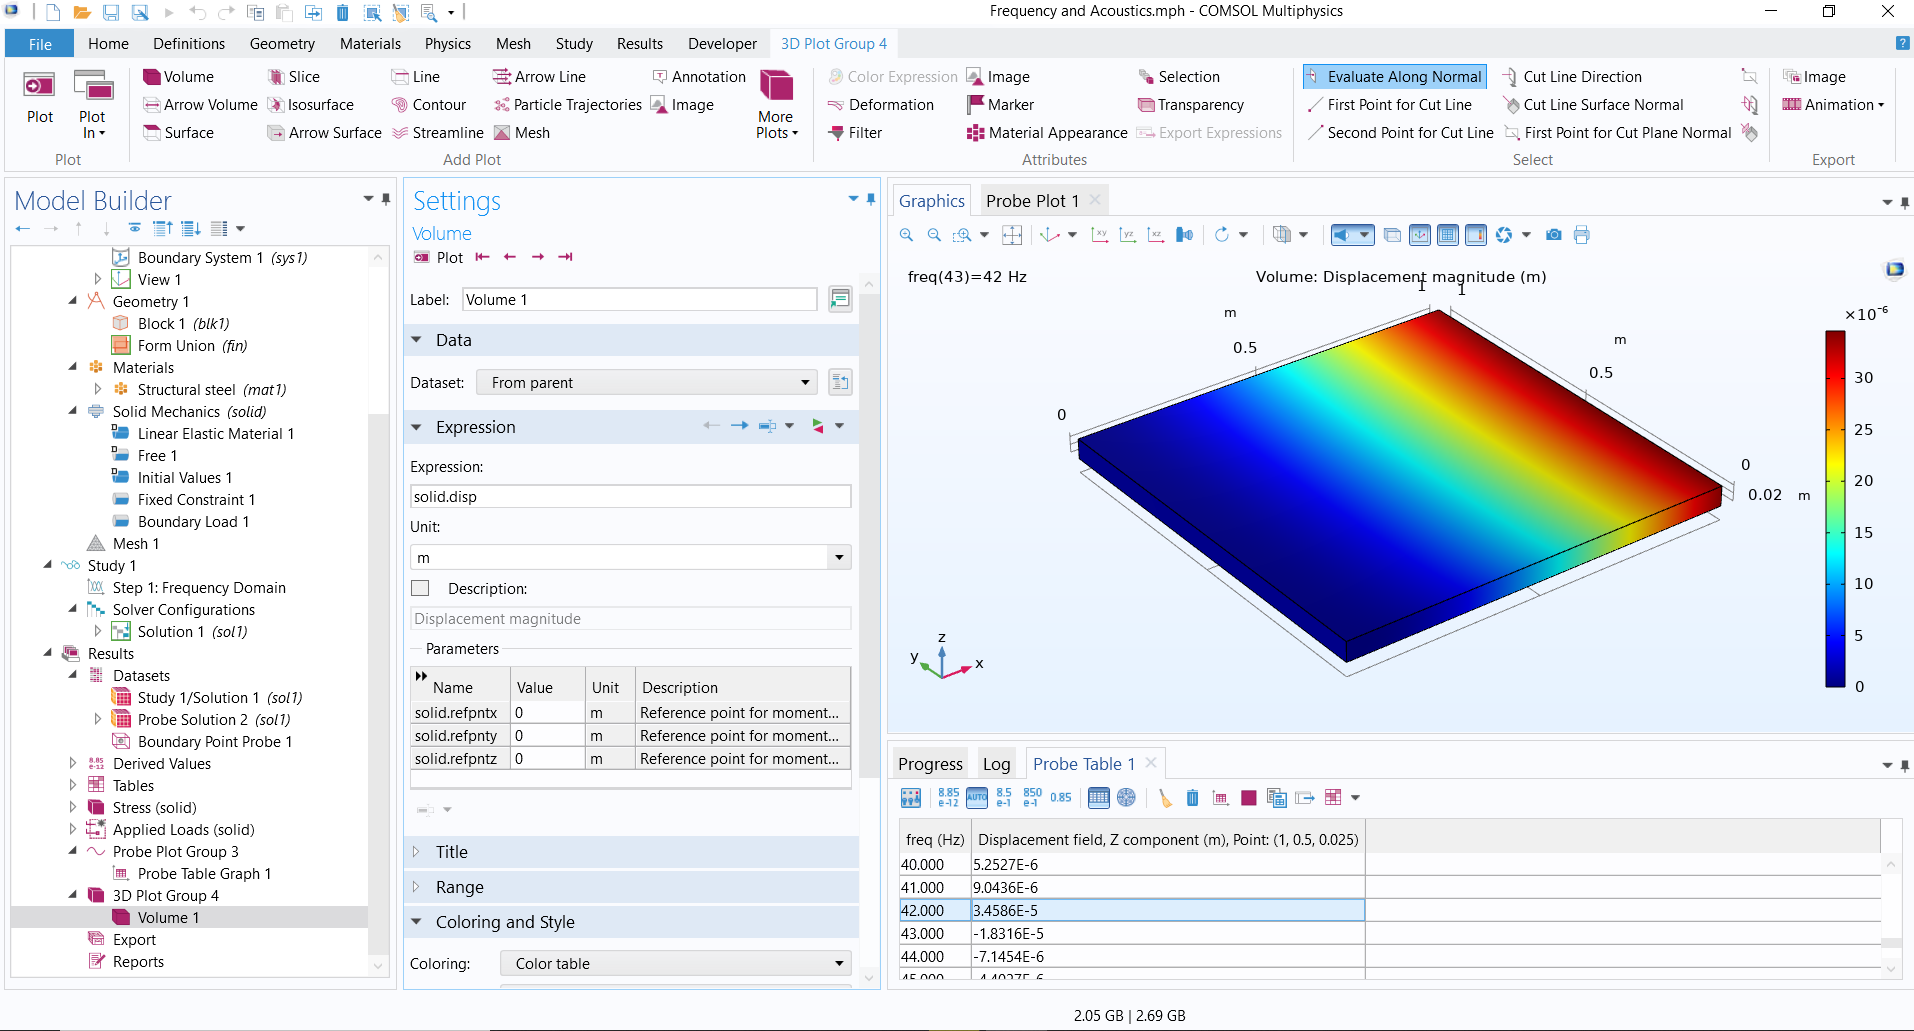 Frequency and Acoustics.mph - COMSOL Multiphysics
File Home Definitions Geometry Materials Physics Mesh Study Results Developer 3D Plot Group 4
Plot
Plot In
Plot
Volume Slice Line Arrow Line Annotation
Arrow Volume Isosurface Contour Particle Trajectories Image
Surface Arrow Surface Streamline Mesh
More Plots
Add Plot
Color Expression Image Selection
Deformation Marker Transparency
Filter Material Appearance Export Expressions
Attributes
Evaluate Along Normal Cut Line Direction
First Point for Cut Line Cut Line Surface Normal
Second Point for Cut Line First Point for Cut Plane Normal
Select
Image
Animation
Export
Model Builder
Boundary System 1 (sys1)
View 1
Geometry 1
Block 1 (blk1)
Form Union (fin)
Materials
Structural steel (mat1)
Solid Mechanics (solid)
Linear Elastic Material 1
Free 1
Initial Values 1
Fixed Constraint 1
Boundary Load 1
Mesh 1
Study 1
Step 1: Frequency Domain
Solver Configurations
Solution 1 (sol1)
Results
Datasets
Study 1/Solution 1 (sol1)
Probe Solution 2 (sol1)
Boundary Point Probe 1
Derived Values
Tables
Stress (solid)
Applied Loads (solid)
Probe Plot Group 3
Probe Table Graph 1
3D Plot Group 4
Volume 1
Export
Reports
Settings
Volume
Plot
Label: Volume 1
Data
Dataset: From parent
Expression
Expression:
solid.disp
Unit:
m
Description:
Displacement magnitude
Parameters
Name Value Unit Description
solid.refpntx 0 m Reference point for moment...
solid.refpnty 0 m Reference point for moment...
solid.refpntz 0 m Reference point for moment...
Title
Range
Coloring and Style
Coloring: Color table
Graphics Probe Plot 1
xy yz xz
freq(43)=42 Hz Volume: Displacement magnitude (m)
1 1
m
0.5
0
m
0.5
0
0.02 m
×10⁻⁶
30
25
20
15
10
5
0
z
y x
Progress Log Probe Table 1
8.85 e-12 AUTO 8.5 e-1 850 e-1 0.85
freq (Hz) Displacement field, Z component (m), Point: (1, 0.5, 0.025)
40.000 5.2527E-6
41.000 9.0436E-6
42.000 3.4586E-5
43.000 -1.8316E-5
44.000 -7.1454E-6
2.05 GB | 2.69 GB